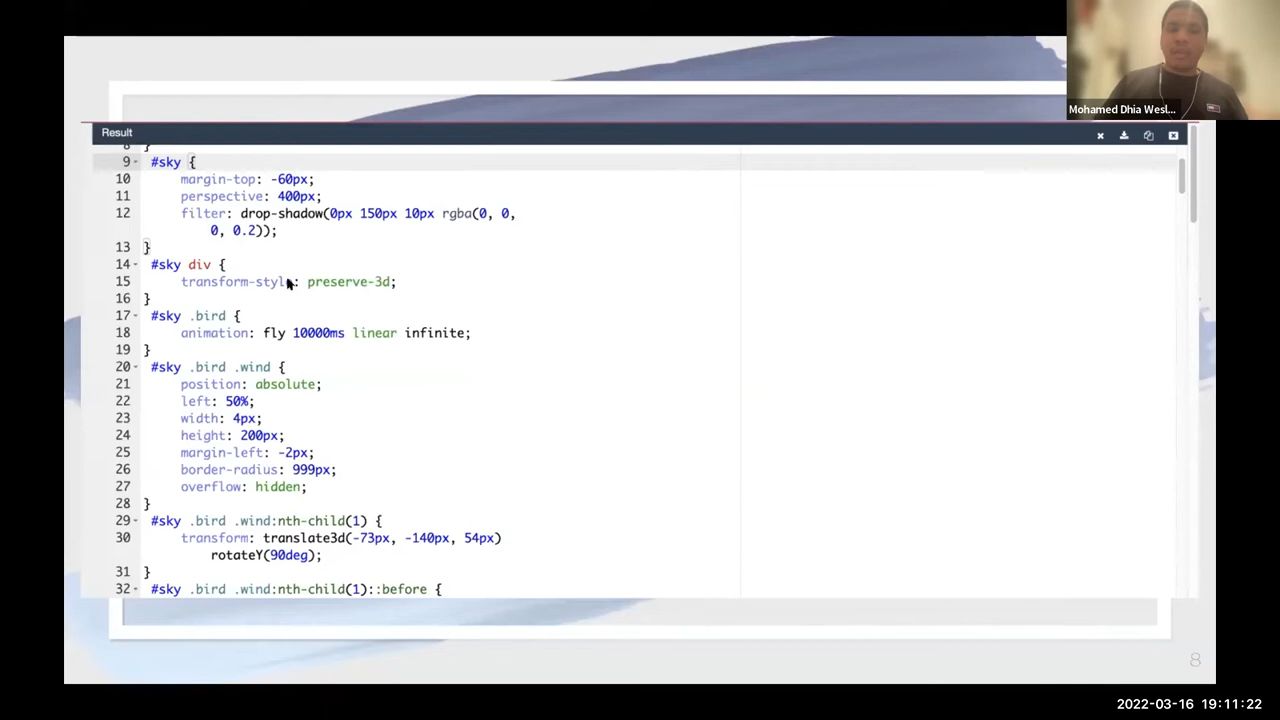 Mohamed Dhia Wesl...
Result
8 }
9 #sky {
10 margin-top: -60px;
11 perspective: 400px;
12 filter: drop-shadow(0px 150px 10px rgba(0, 0,
0, 0.2));
13 }
14 #sky div {
15 transform-style: preserve-3d;
16 }
17 #sky .bird {
18 animation: fly 10000ms linear infinite;
19 }
20 #sky .bird .wind {
21 position: absolute;
22 left: 50%;
23 width: 4px;
24 height: 200px;
25 margin-left: -2px;
26 border-radius: 999px;
27 overflow: hidden;
28 }
29 #sky .bird .wind:nth-child(1) {
30 transform: translate3d(-73px, -140px, 54px)
rotateY(90deg);
31 }
32 #sky .bird .wind:nth-child(1)::before {
8
2022-03-16 19:11:22